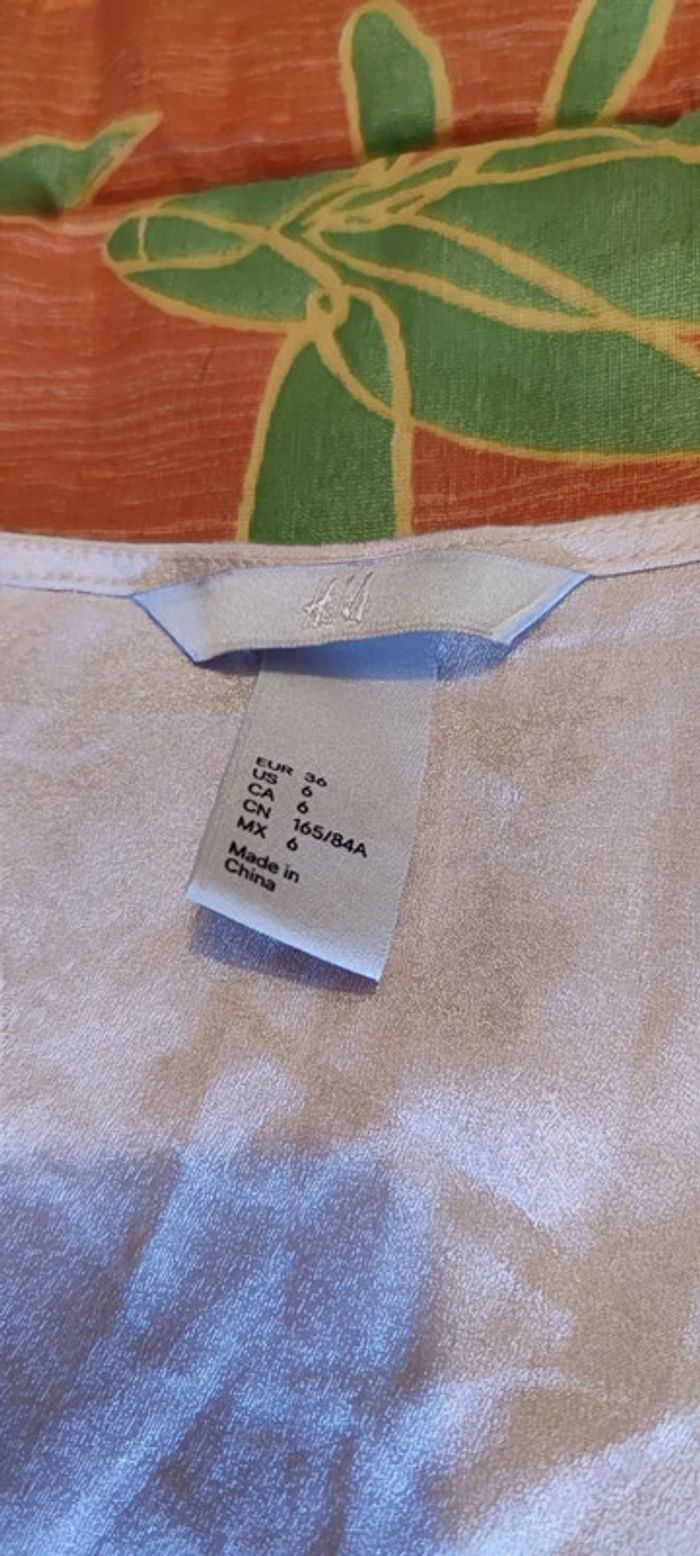 H&M
EUR 36
US 6
CA 6
CN 165/84A
MX 6
Made in
China